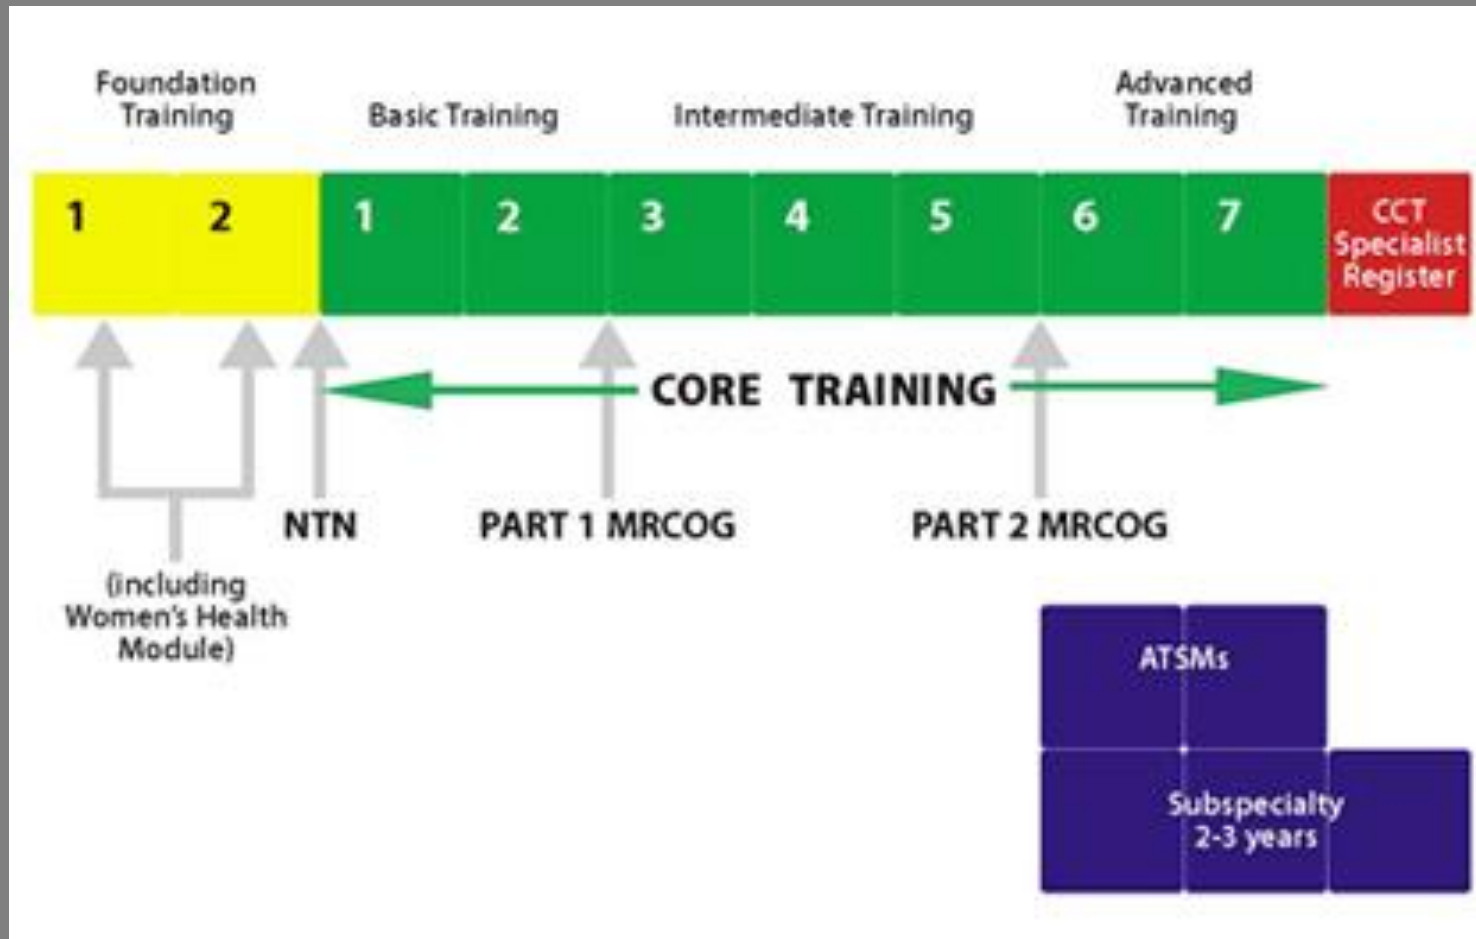 Foundation
Training
Basic Training
Intermediate Training
Advanced
Training
1
2
1
2
3
4
5
6
7
CCT
Specialist
Register
CORE TRAINING
NTN
PART 1 MRCOG
PART 2 MRCOG
(including
Women's Health
Module)
ATSMs
Subspecialty
2-3 years